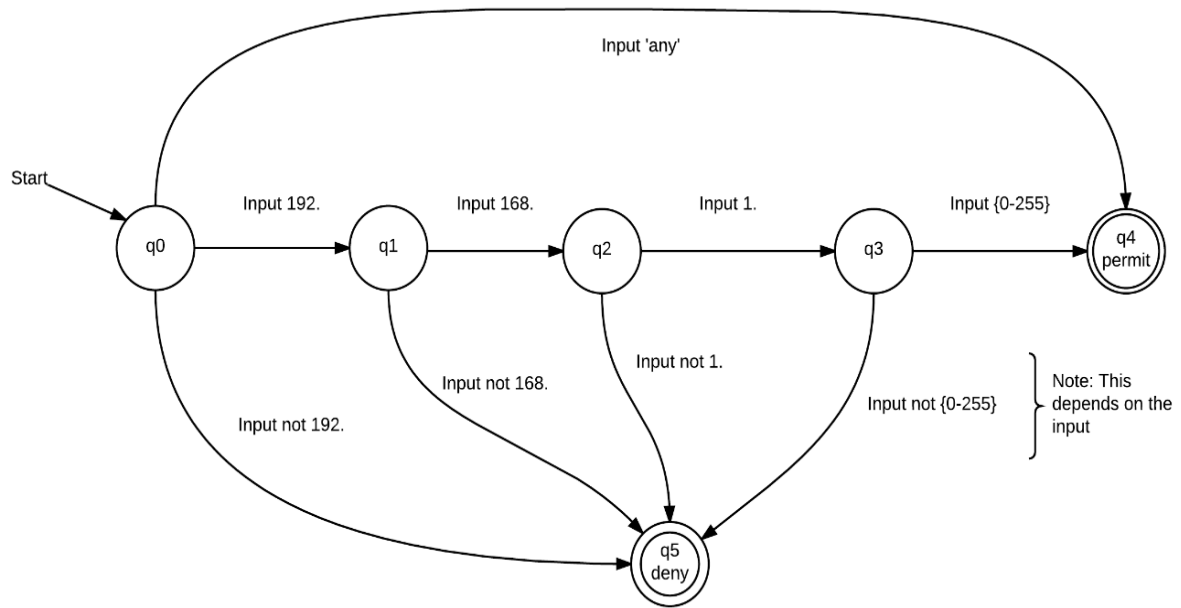 Input 'any'
Start
Input 192.
Input 168.
Input 1.
Input {0-255}
q0
q1
q2
q3
q4
permit
Input not 192.
Input not 168.
Input not 1.
Input not {0-255}
Note: This
depends on the
input
q5
deny